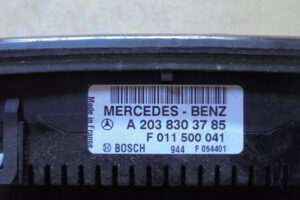 MERCEDES - BENZ
A 203 830 37 85
F 011 500 041
BOSCH 944 F 054401
Made in France